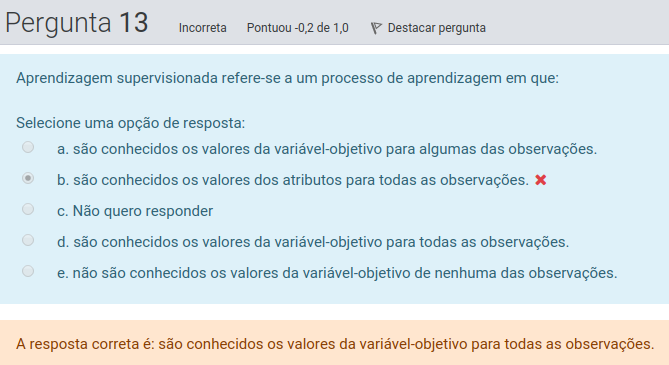 Pergunta 13 Incorreta Pontuou -0,2 de 1,0 Destacar pergunta
Aprendizagem supervisionada refere-se a um processo de aprendizagem em que:
Selecione uma opção de resposta:
a. são conhecidos os valores da variável-objetivo para algumas das observações.
b. são conhecidos os valores dos atributos para todas as observações.
c. Não quero responder
d. são conhecidos os valores da variável-objetivo para todas as observações.
e. não são conhecidos os valores da variável-objetivo de nenhuma das observações.
A resposta correta é: são conhecidos os valores da variável-objetivo para todas as observações.